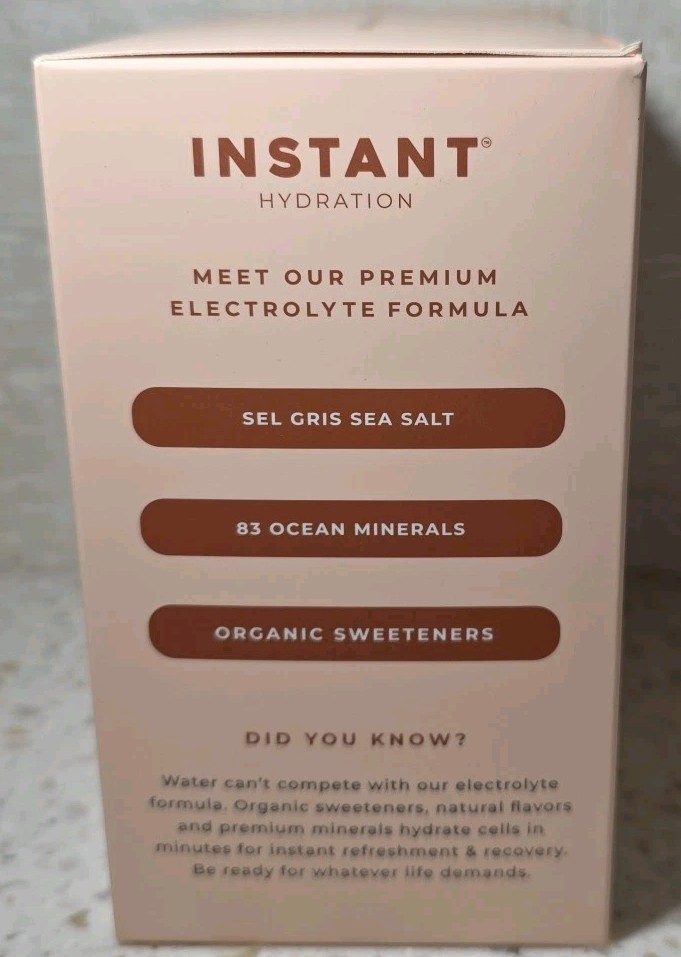 INSTANT™
HYDRATION
MEET OUR PREMIUM
ELECTROLYTE FORMULA
SEL GRIS SEA SALT
83 OCEAN MINERALS
ORGANIC SWEETENERS
DID YOU KNOW?
Water can't compete with our electrolyte
formula. Organic sweeteners, natural flavors
and premium minerals hydrate cells in
minutes for instant refreshment & recovery.
Be ready for whatever life demands.